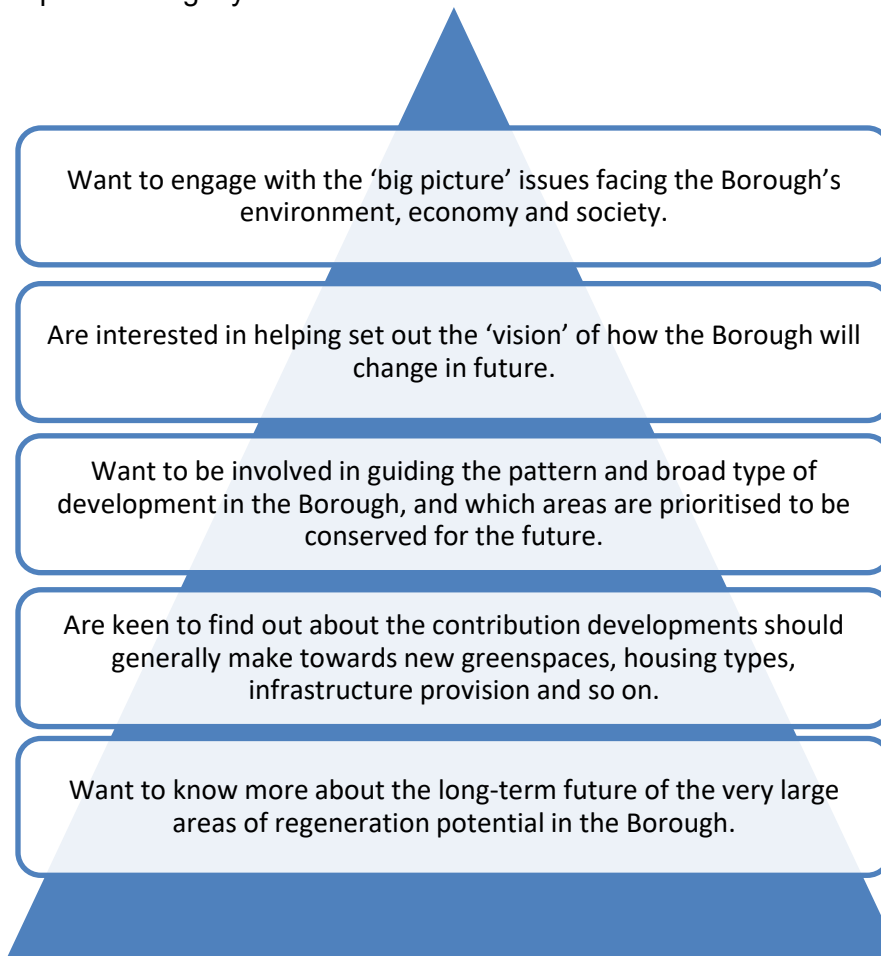 Want to engage with the ‘big picture’ issues facing the Borough’s
environment, economy and society.
Are interested in helping set out the ‘vision’ of how the Borough will
change in future.
Want to be involved in guiding the pattern and broad type of
development in the Borough, and which areas are prioritised to be
conserved for the future.
Are keen to find out about the contribution developments should
generally make towards new greenspaces, housing types,
infrastructure provision and so on.
Want to know more about the long-term future of the very large
areas of regeneration potential in the Borough.